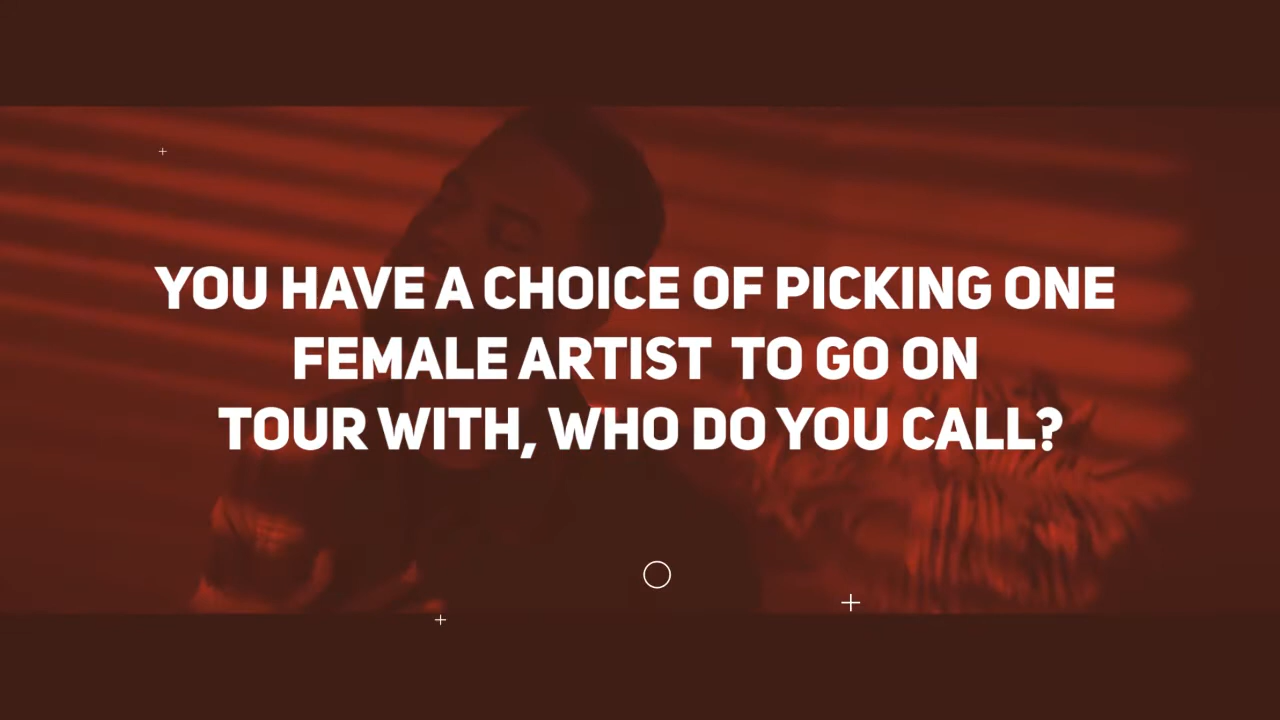 YOU HAVE A CHOICE OF PICKING ONE
FEMALE ARTIST TO GO ON
TOUR WITH, WHO DO YOU CALL?